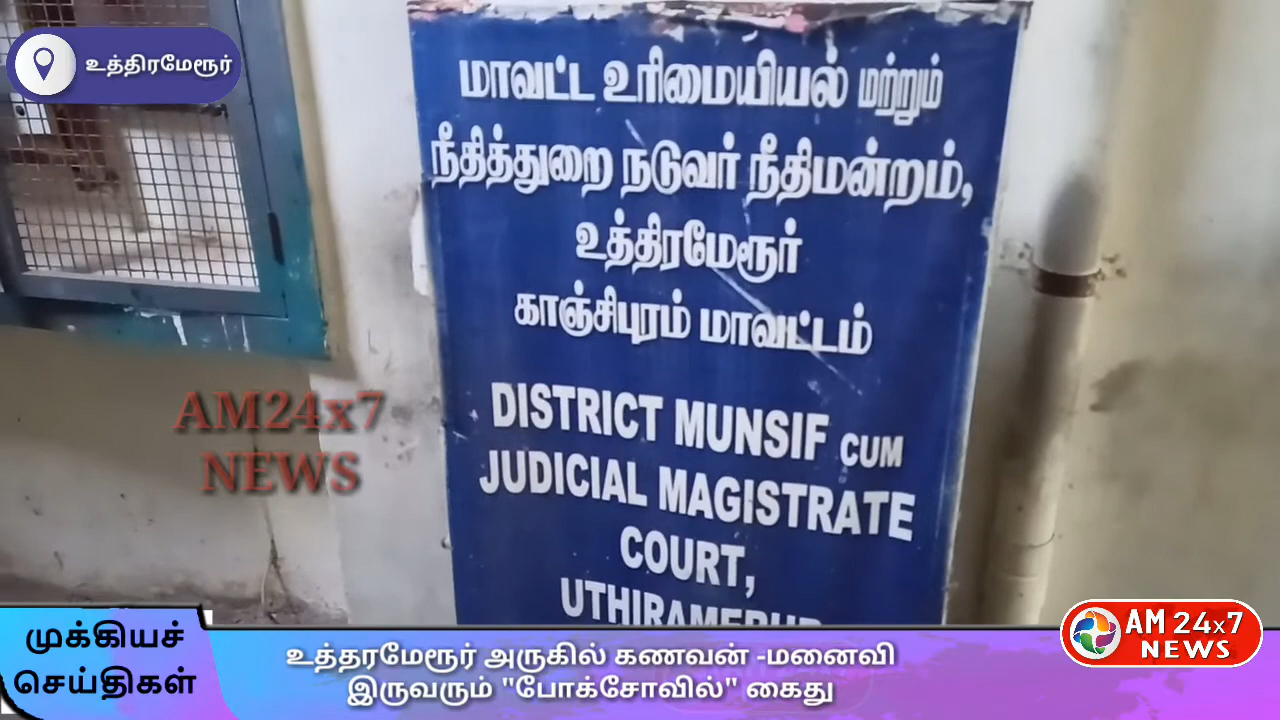 உத்திரமேரூர்
மாவட்ட உரிமையியல் மற்றும்
நீதித்துறை நடுவர் நீதிமன்றம்,
உத்திரமேரூர்
காஞ்சிபுரம் மாவட்டம்
DISTRICT MUNSIF CUM
JUDICIAL MAGISTRATE
COURT,
UTHIRAMERUR
AM24x7
NEWS
முக்கியச்
செய்திகள்
உத்தரமேரூர் அருகில் கணவன் -மனைவி
இருவரும் "போக்சோவில்" கைது
AM 24x7
NEWS